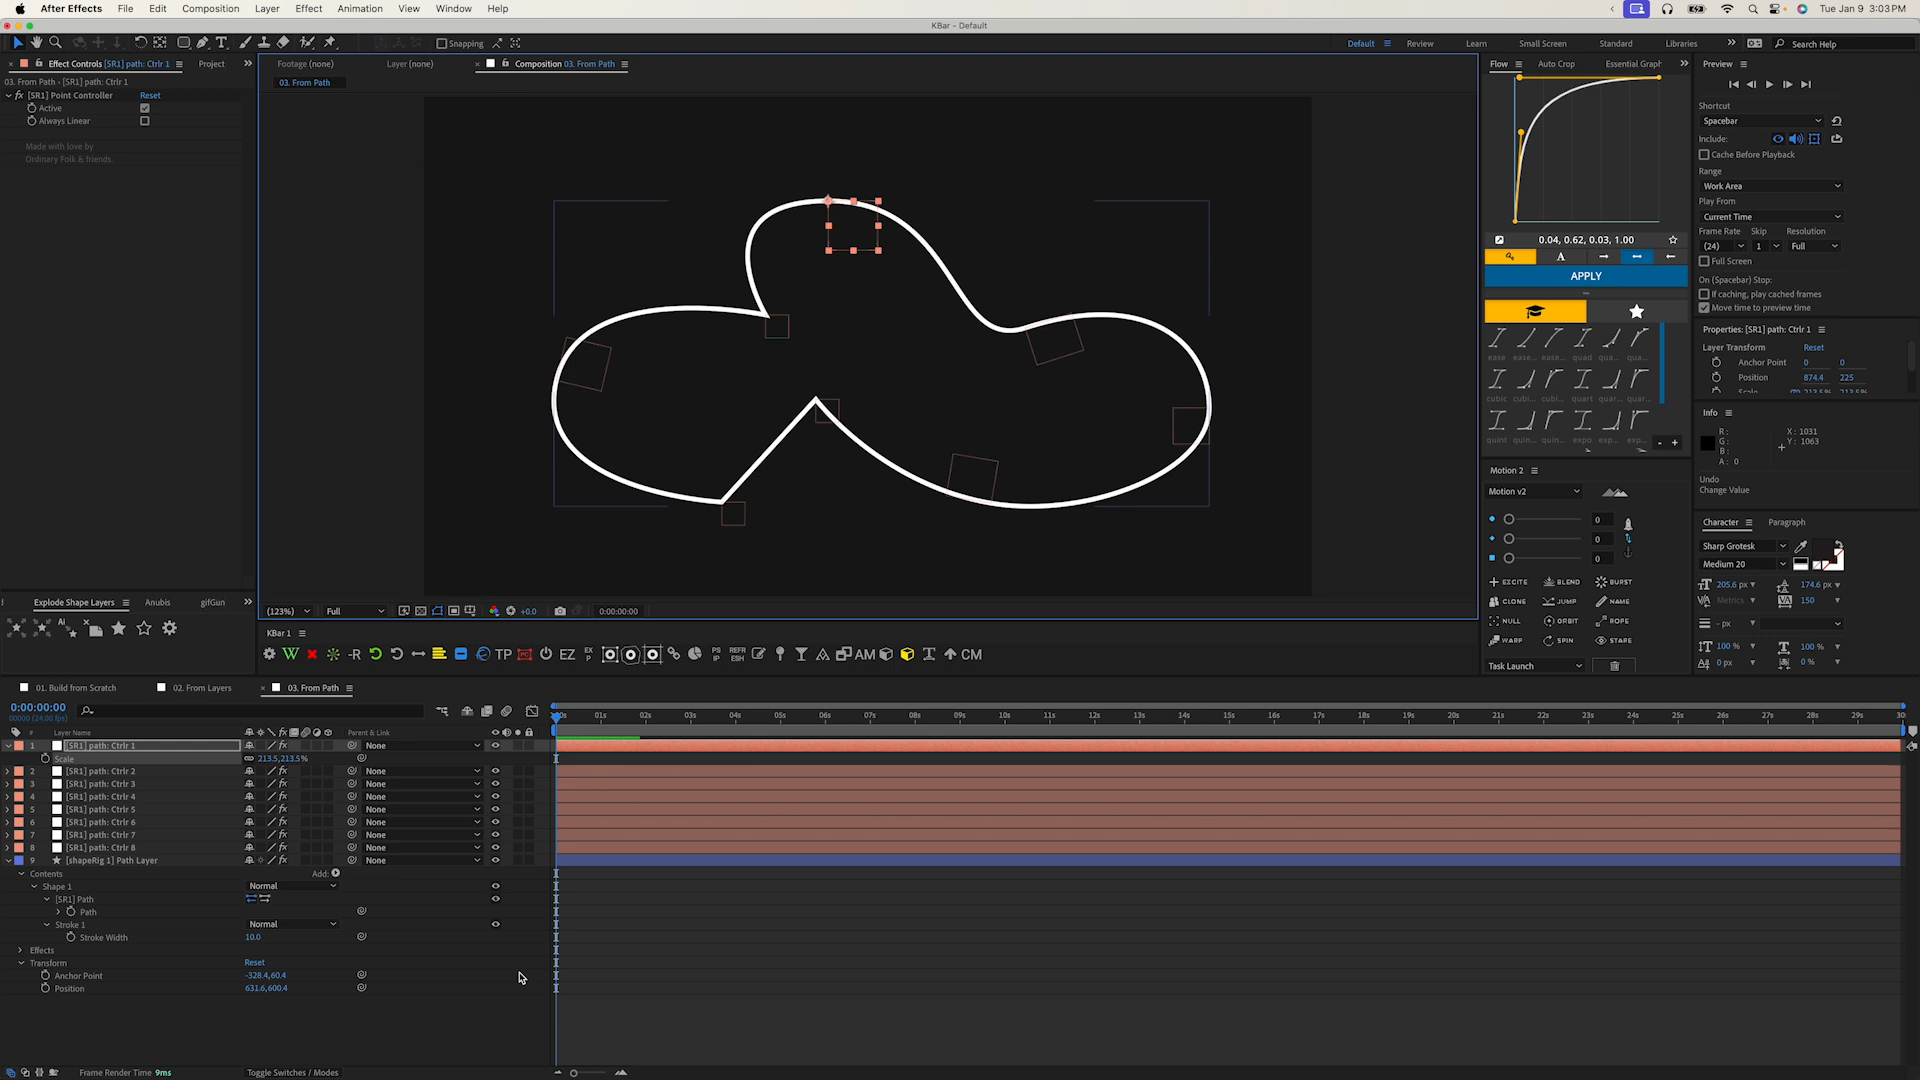 After Effects File Edit Composition Layer Effect Animation View Window Help
Tue Jan 9 3:03 PM
KBar - Default
Snapping
Default Review Learn Small Screen Standard Libraries
Search Help
Effect Controls [SR1] path: Ctrlr 1
Project
03. From Path • [SR1] path: Ctrlr 1
fx [SR1] Point Controller Reset
Active
Always Linear
Made with love by
Ordinary Folk & friends.
Footage (none)
Layer (none)
Composition 03. From Path
03. From Path
Flow
Auto Crop
Essential Graph
0.04, 0.62, 0.03, 1.00
A
APPLY
ease ease... ease... quad qua... qua...
cubic cubi... cubi... quart quar... quar...
quint quin... quin... expo exp... exp...
Motion 2
Motion v2
0
0
0
EXCITE BLEND BURST
CLONE JUMP NAME
NULL ORBIT ROPE
WARP SPIN STARE
Task Launch
Preview
Shortcut
Spacebar
Include:
Cache Before Playback
Range
Work Area
Play From
Current Time
Frame Rate Skip Resolution
(24) 1 Full
Full Screen
On (Spacebar) Stop:
If caching, play cached frames
Move time to preview time
Properties: [SR1] path: Ctrlr 1
Layer Transform Reset
Anchor Point 0 0
Position 874.4 225
Scale 213.5% 213.5%
Info
R:
G:
B:
A: 0
X: 1031
Y: 1063
Undo
Change Value
Character
Paragraph
Sharp Grotesk
Medium 20
205.6 px 174.6 px
Metrics 150
- px
100 % 100 %
0 px 0 %
Explode Shape Layers
Anubis
gifGun
Ai
(123%) Full +0.0 0:00:00:00
KBar 1
W -R TP PC EZ EX P PS IP REFR ESH AM CM
01. Build from Scratch
02. From Layers
03. From Path
0:00:00:00
00000 (24.00 fps)
:00s 01s 02s 03s 04s 05s 06s 07s 08s 09s 10s 11s 12s 13s 14s 15s 16s 17s 18s 19s 20s 21s 22s 23s 24s 25s 26s 27s 28s 29s 30
# Layer Name Parent & Link
1 [SR1] path: Ctrlr 1 None
Scale 213.5,213.5%
2 [SR1] path: Ctrlr 2 None
3 [SR1] path: Ctrlr 3 None
4 [SR1] path: Ctrlr 4 None
5 [SR1] path: Ctrlr 5 None
6 [SR1] path: Ctrlr 6 None
7 [SR1] path: Ctrlr 7 None
8 [SR1] path: Ctrlr 8 None
9 [shapeRig 1] Path Layer None
Contents Add:
Shape 1 Normal
[SR1] Path
Path
Stroke 1 Normal
Stroke Width 10.0
Effects
Transform Reset
Anchor Point -328.4,60.4
Position 631.6,600.4
Frame Render Time 9ms
Toggle Switches / Modes